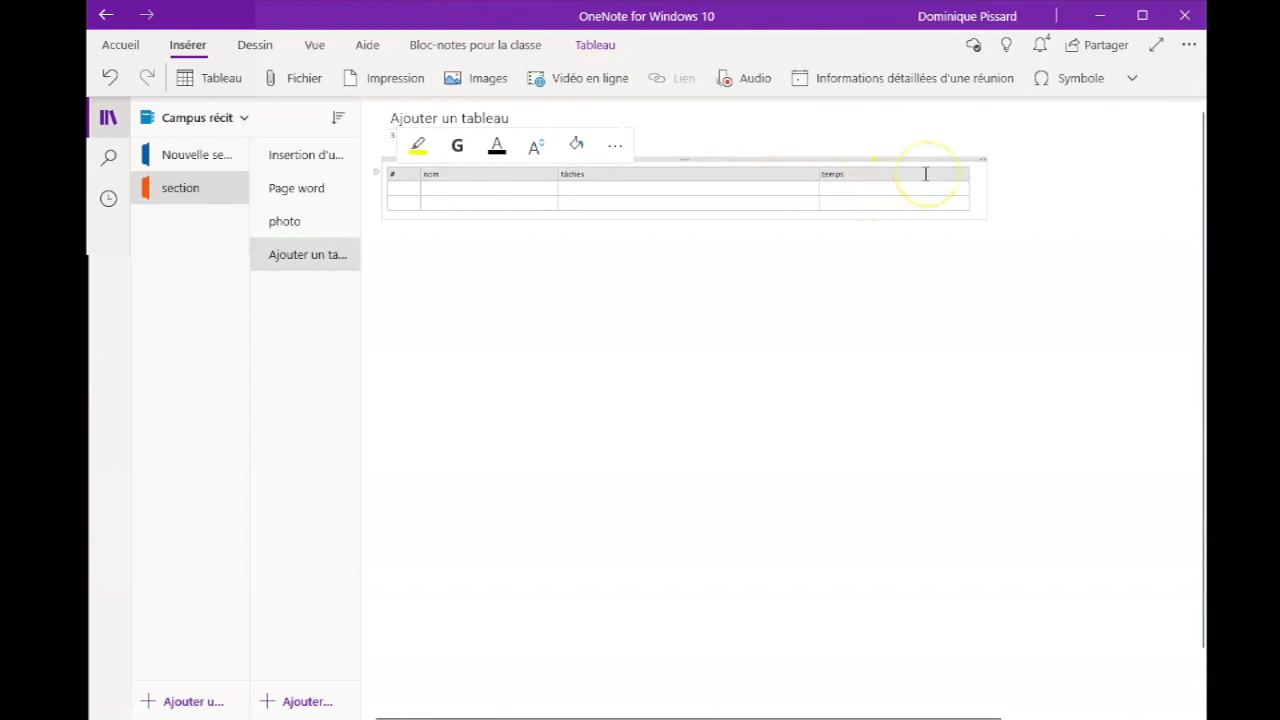 OneNote for Windows 10
Dominique Pissard
Accueil
Insérer
Dessin
Vue
Aide
Bloc-notes pour la classe
Tableau
4
Partager
Tableau
Fichier
Impression
Images
Vidéo en ligne
Lien
Audio
Informations détaillées d'une réunion
Symbole
Campus récit
Nouvelle se...
section
Insertion d'u...
Page word
photo
Ajouter un ta...
Ajouter un tableau
3
G
A
A
# nom tâches temps
Ajouter u...
Ajouter...